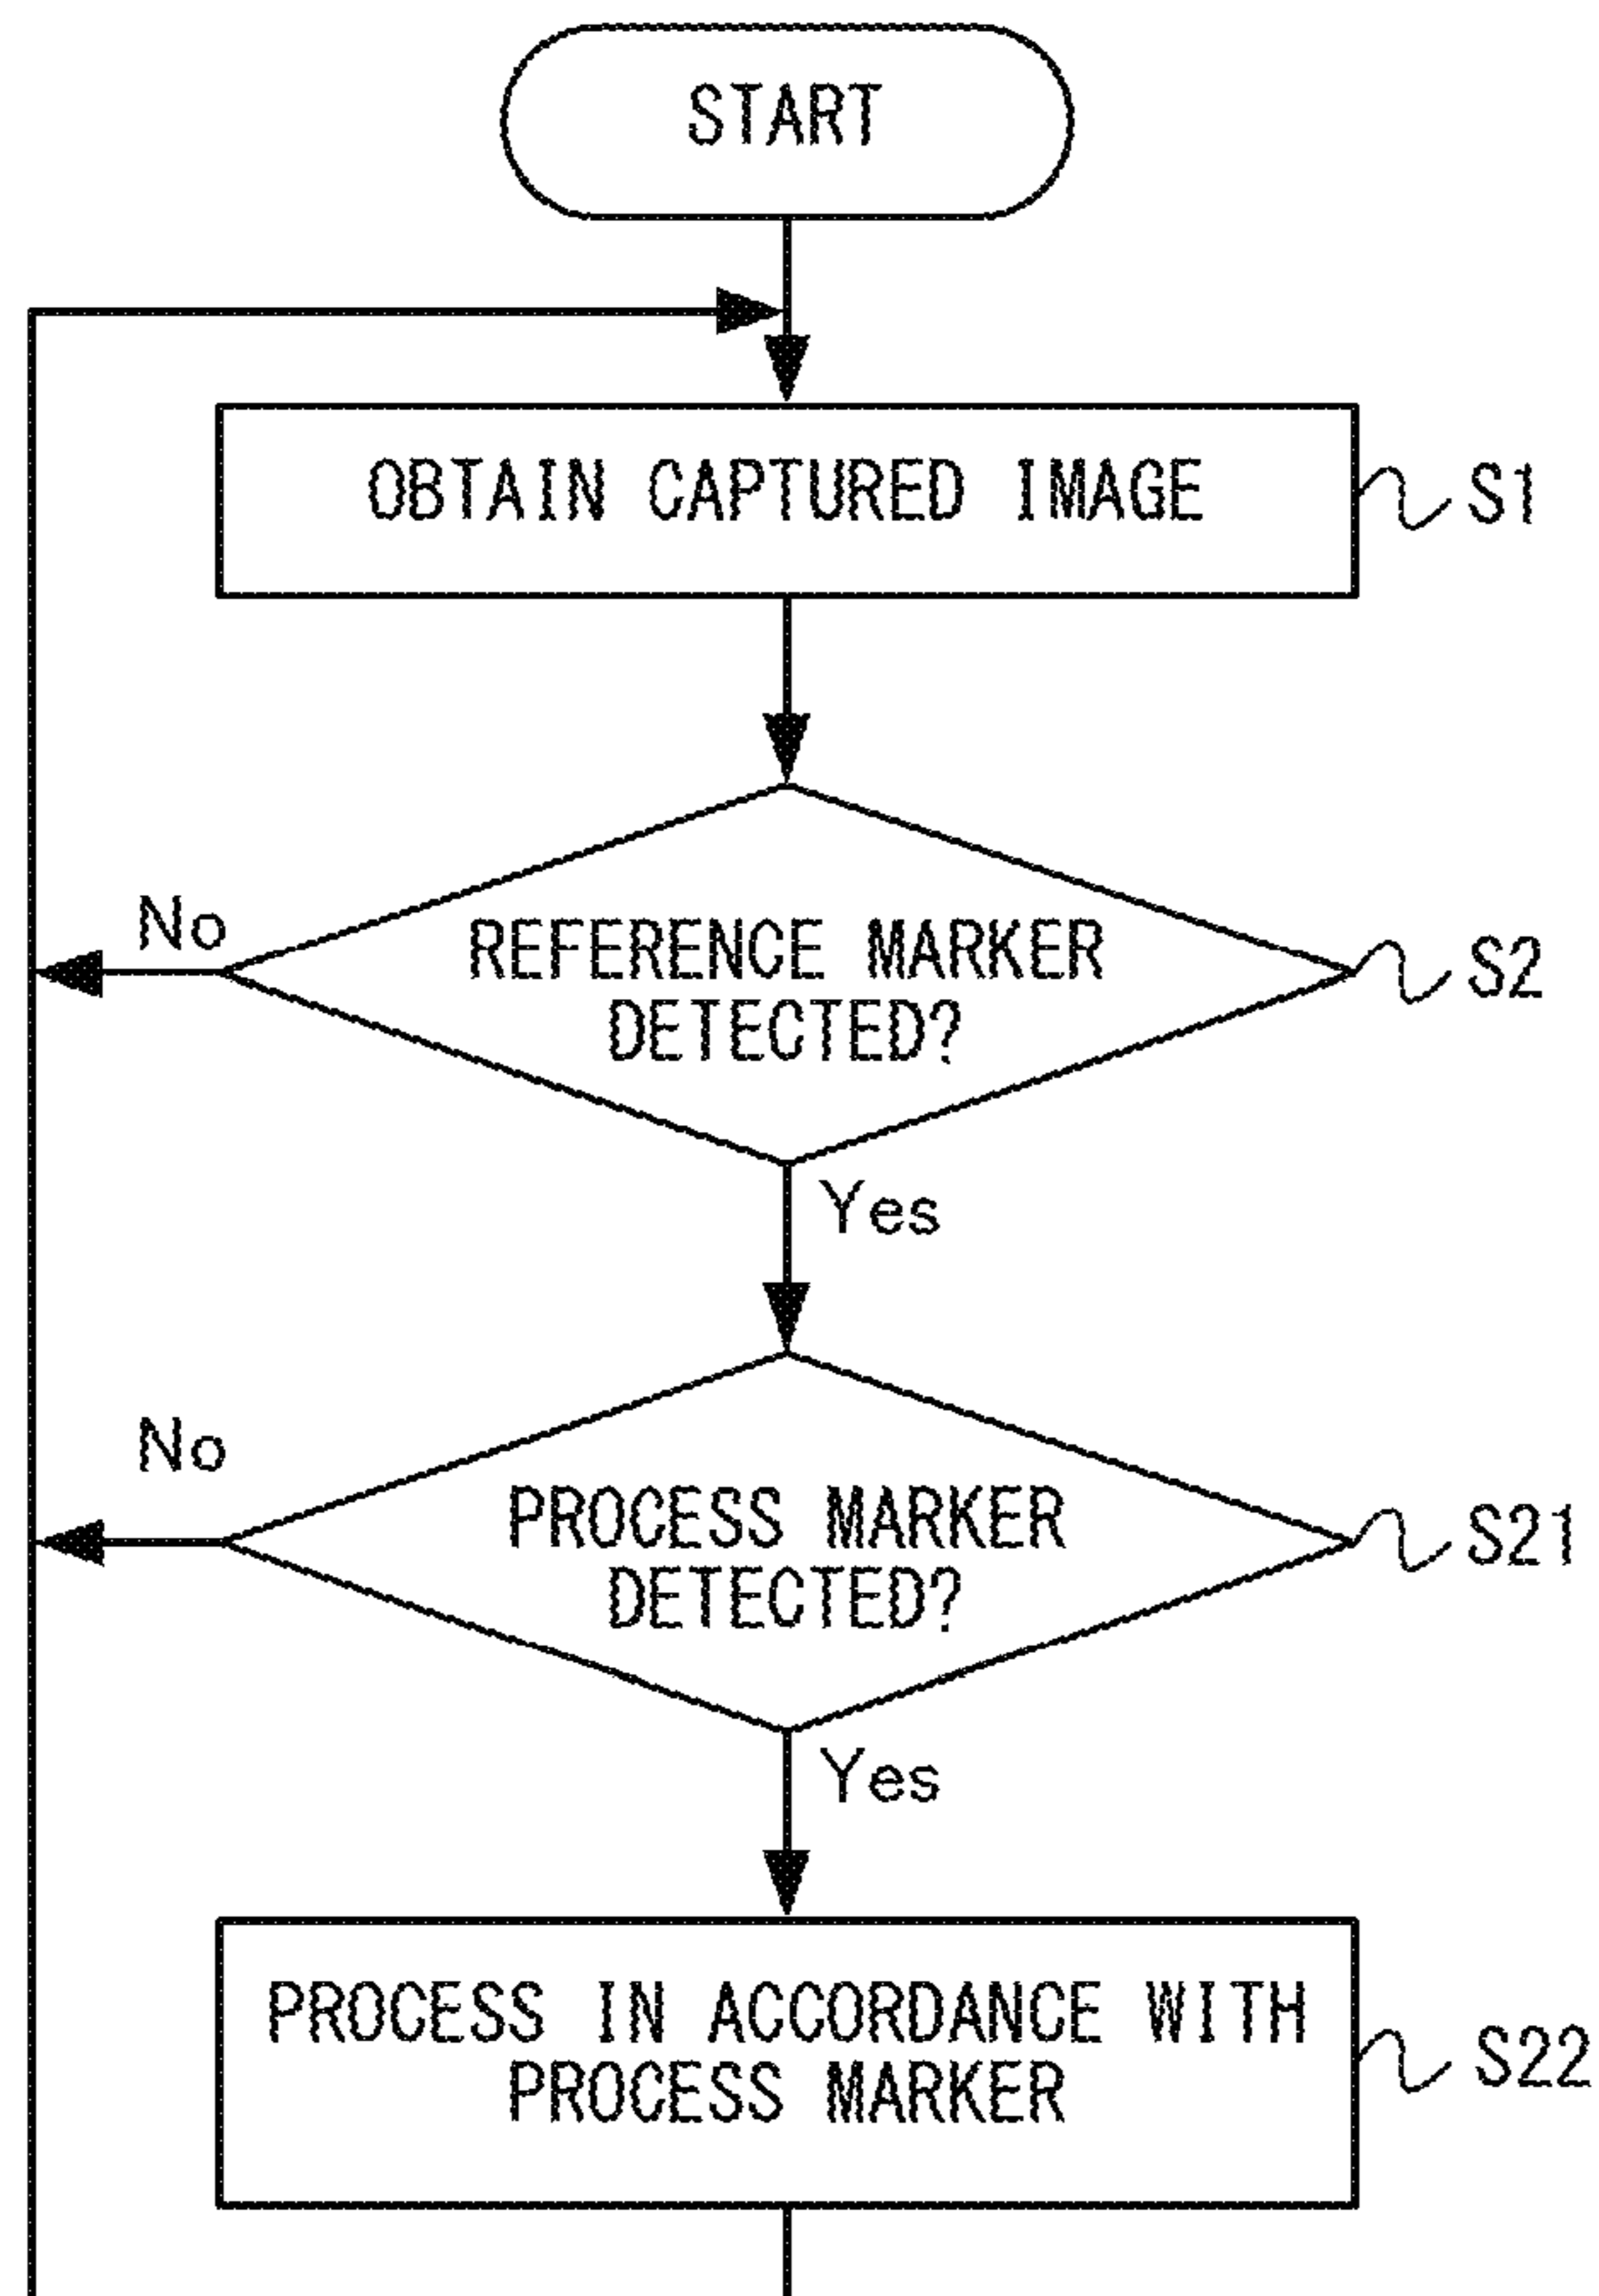 START
OBTAIN CAPTURED IMAGE
S1
No
REFERENCE MARKER
DETECTED?
S2
Yes
No
PROCESS MARKER
DETECTED?
S21
Yes
PROCESS IN ACCORDANCE WITH
PROCESS MARKER
S22